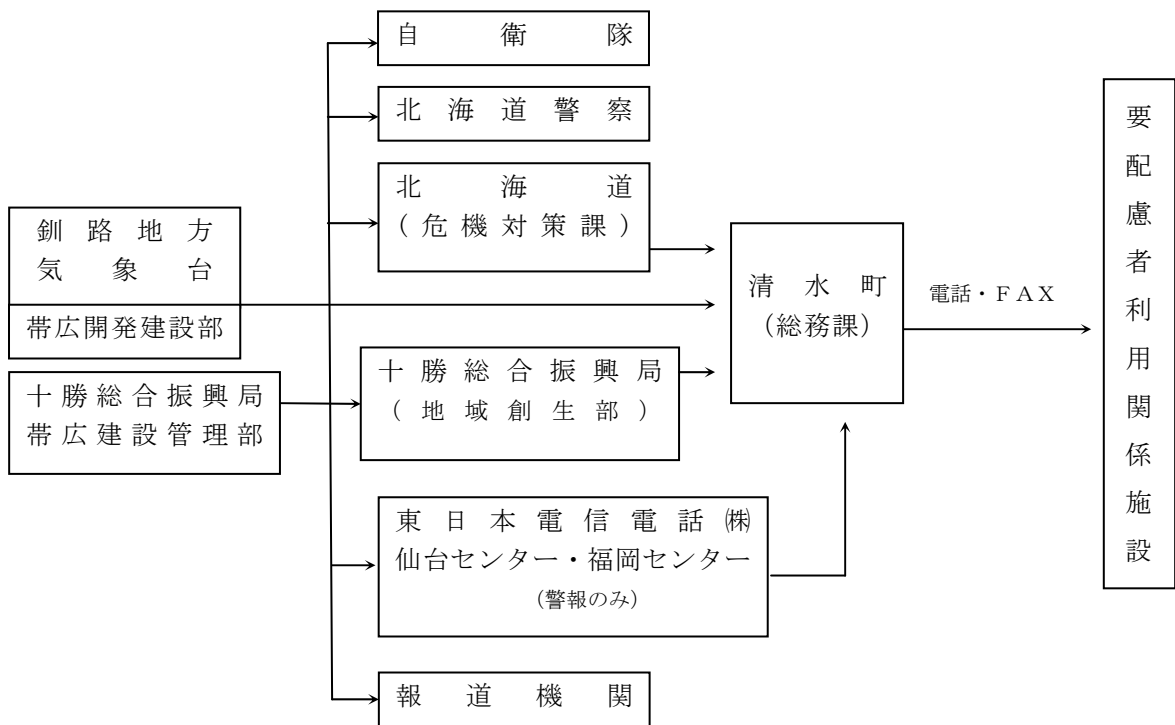 自衛隊
北海道警察
北海道
(危機対策課)
釧路地方
気象台
帯広開発建設部
十勝総合振興局
帯広建設管理部
十勝総合振興局
(地域創生部)
東日本電信電話㈱
仙台センター・福岡センター
(警報のみ)
報道機関
清水町
(総務課)
電話・ＦＡＸ
要配慮者利用関係施設